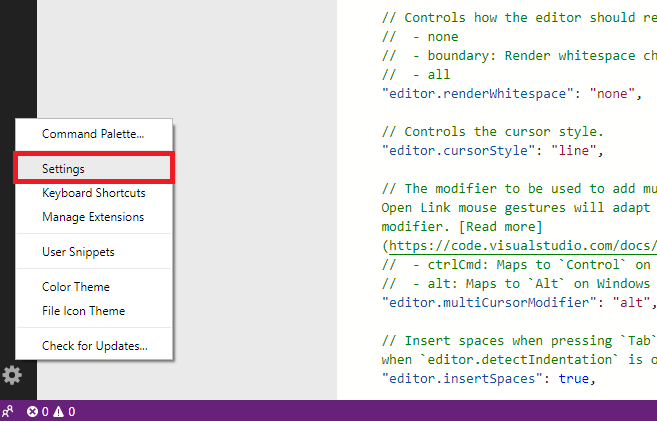 // Controls how the editor should re
//  - none
//  - boundary: Render whitespace ch
//  - all
"editor.renderWhitespace": "none",
// Controls the cursor style.
"editor.cursorStyle": "line",
// The modifier to be used to add mu
Open Link mouse gestures will adapt
modifier. [Read more]
(https://code.visualstudio.com/docs/
//  - ctrlCmd: Maps to `Control` on
//  - alt: Maps to `Alt` on Windows
"editor.multiCursorModifier": "alt",
// Insert spaces when pressing `Tab`
when `editor.detectIndentation` is o
"editor.insertSpaces": true,
Command Palette...
Settings
Keyboard Shortcuts
Manage Extensions
User Snippets
Color Theme
File Icon Theme
Check for Updates...
0 0